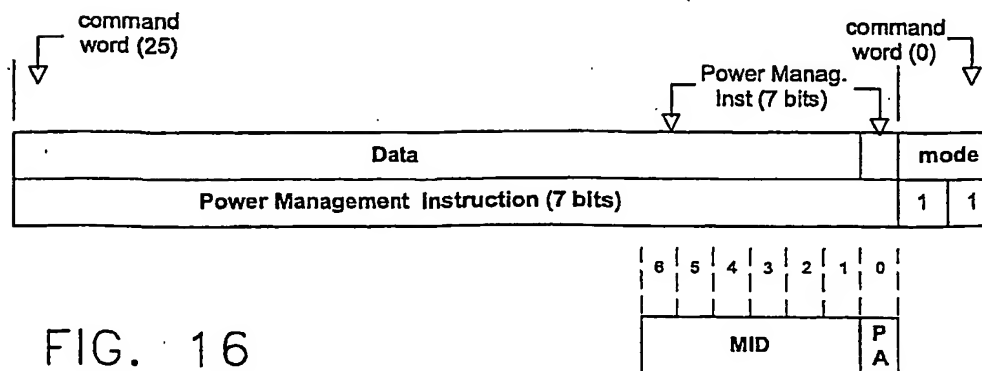 command
word (25)
command
word (0)
Power Manag.
Inst (7 bits)
Data
mode
Power Management Instruction (7 bits)
1
1
6 5 4 3 2 1 0
MID
P
A
FIG. 16